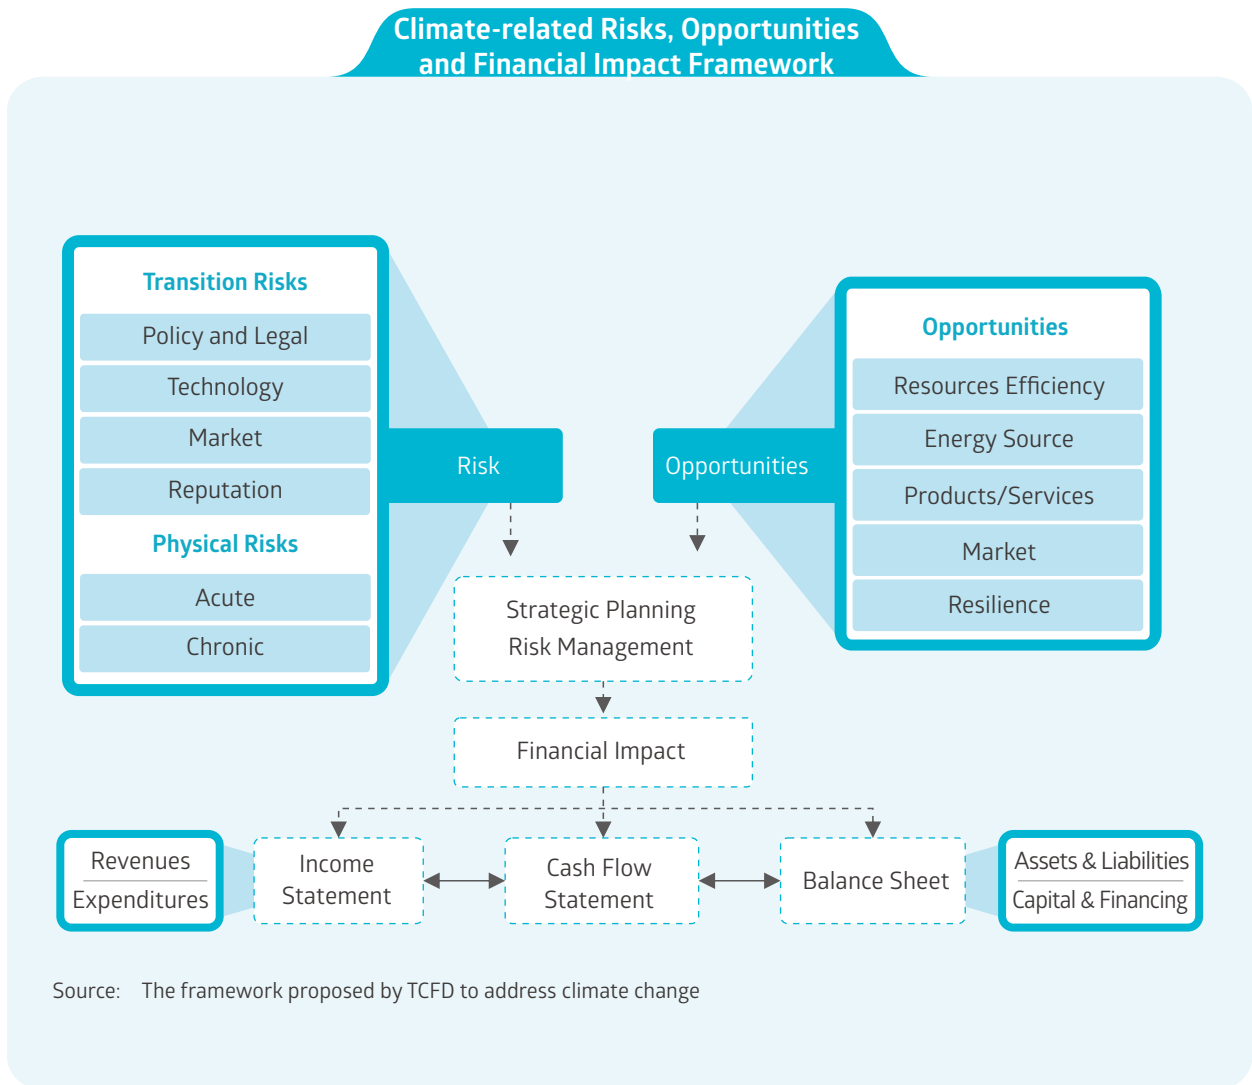 Climate-related Risks, Opportunities
and Financial Impact Framework
Transition Risks
Policy and Legal
Technology
Market
Reputation
Physical Risks
Acute
Chronic
Risk
Opportunities
Opportunities
Resources Efficiency
Energy Source
Products/Services
Market
Resilience
Strategic Planning
Risk Management
Financial Impact
Revenues
Expenditures
Income
Statement
Cash Flow
Statement
Balance Sheet
Assets & Liabilities
Capital & Financing
Source: The framework proposed by TCFD to address climate change